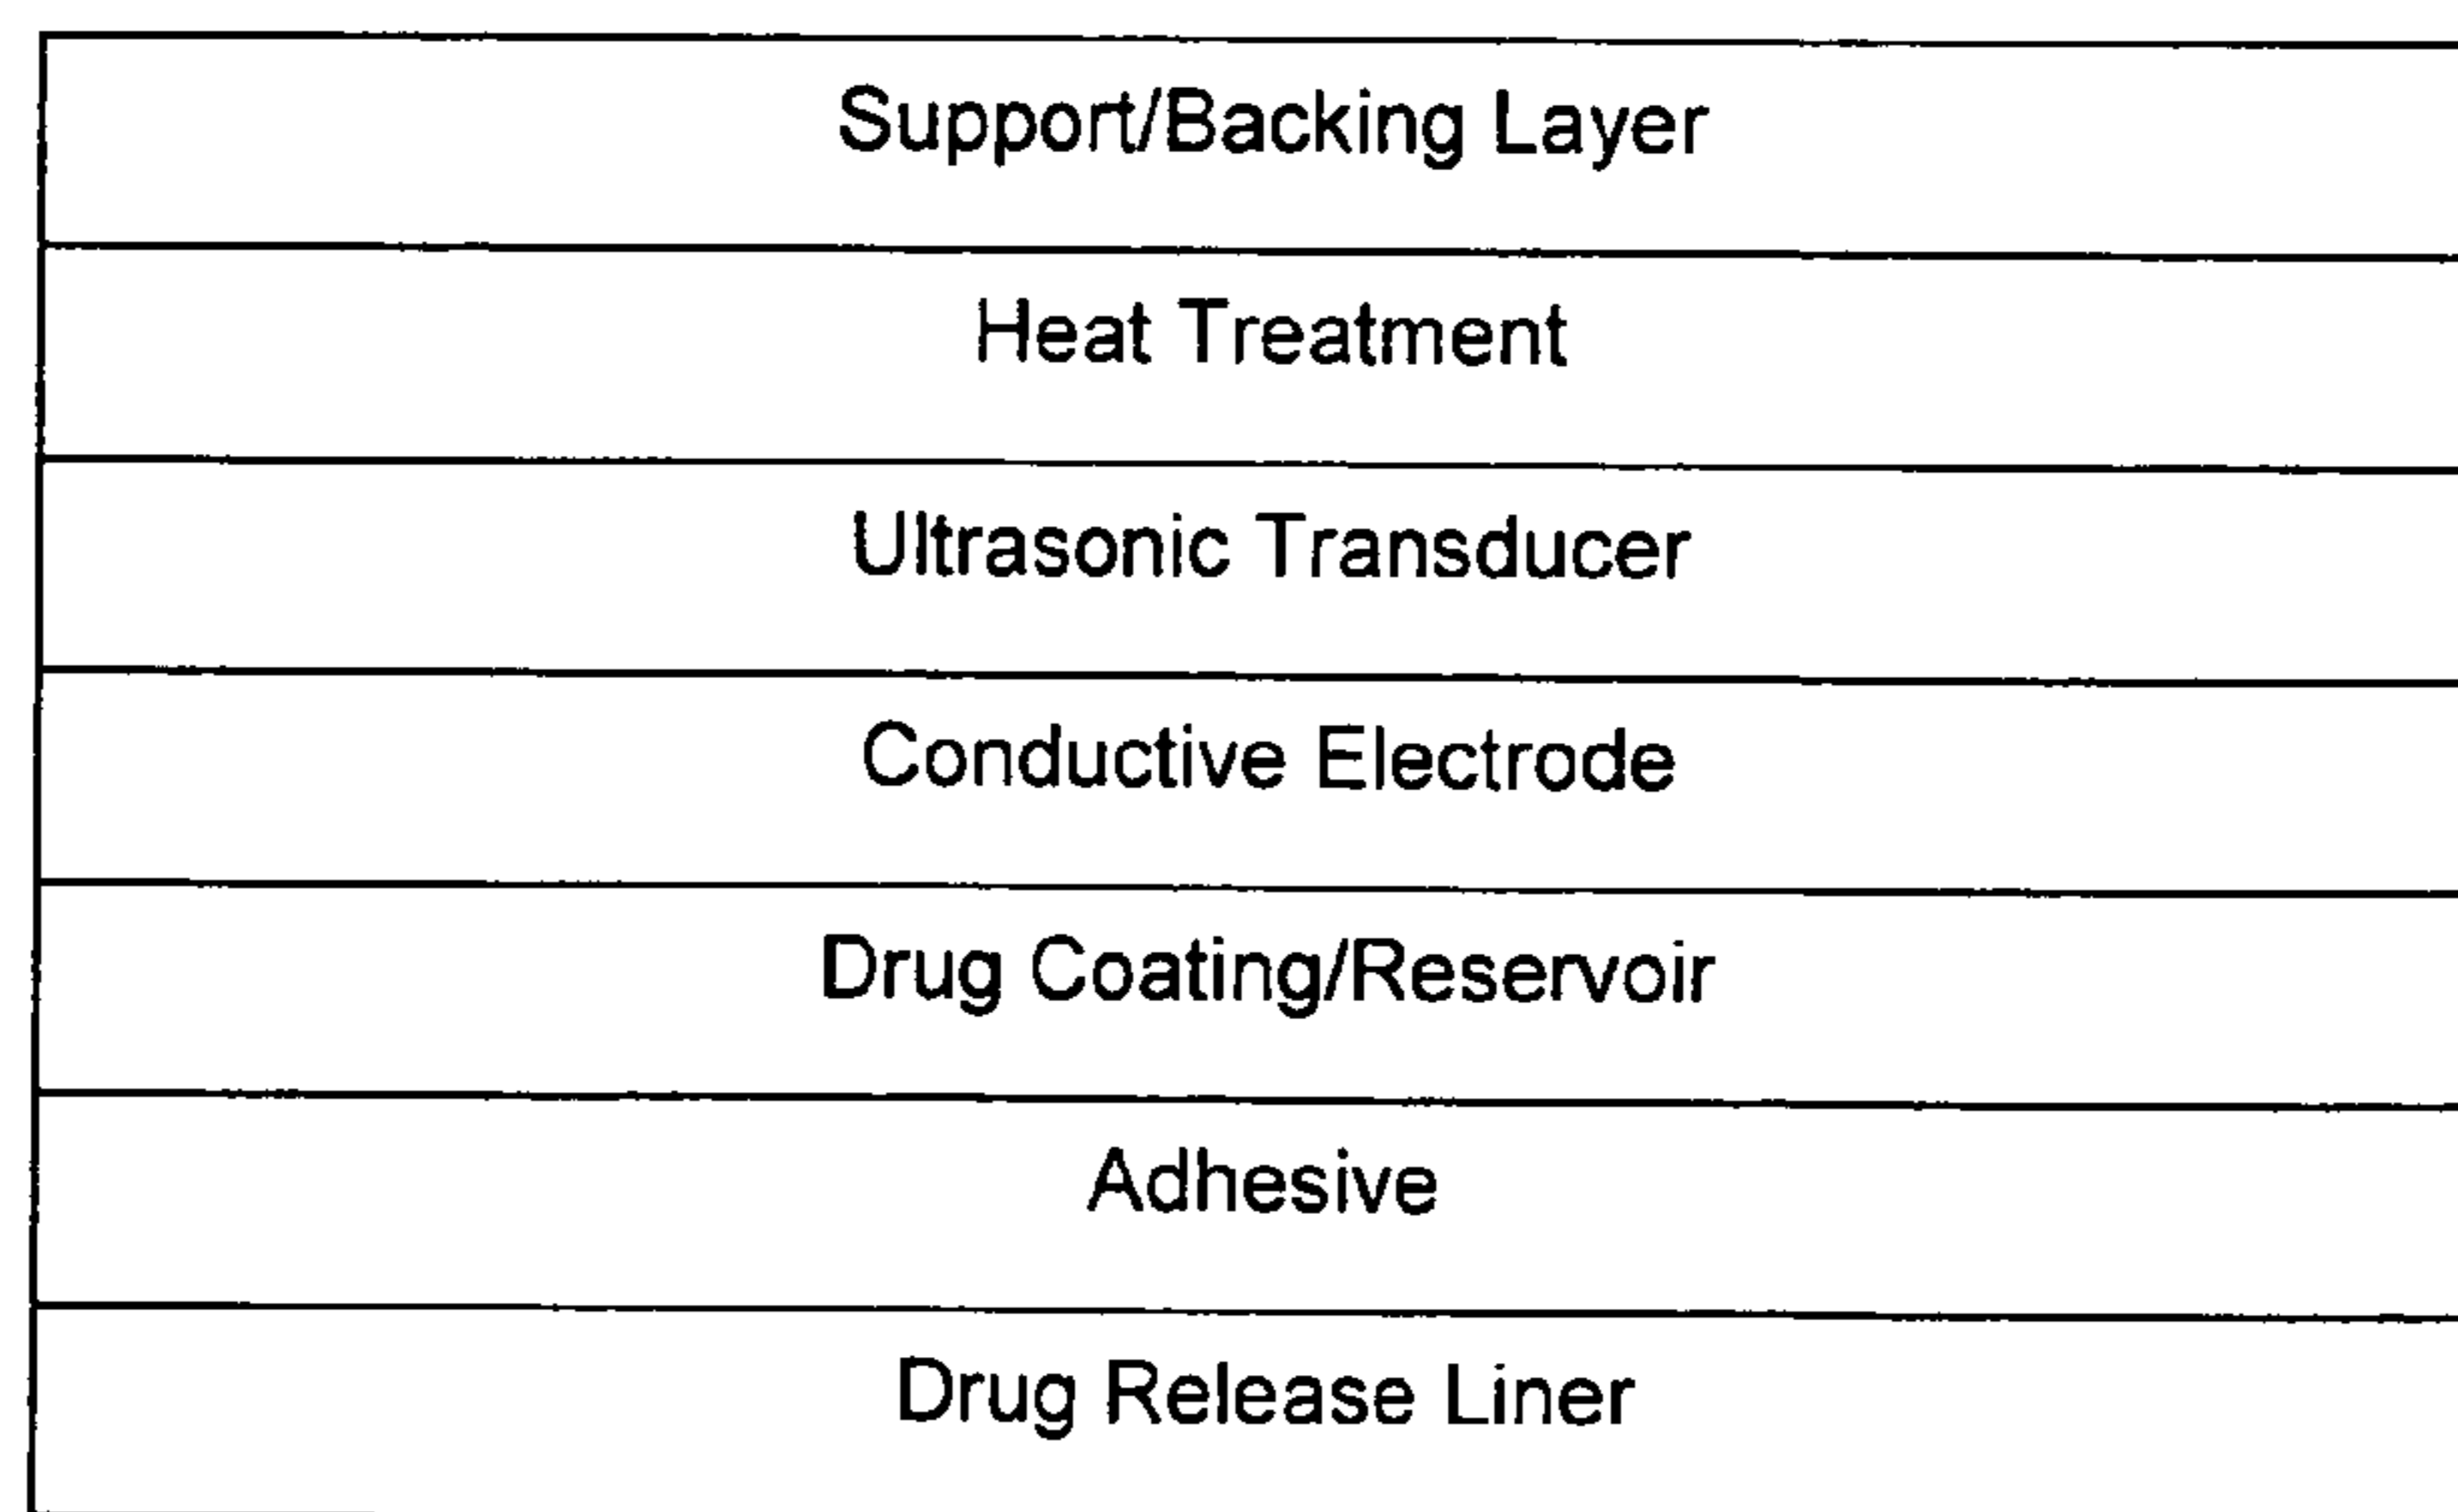 Support/Backing Layer
Heat Treatment
Ultrasonic Transducer
Conductive Electrode
Drug Coating/Reservoir
Adhesive
Drug Release Liner